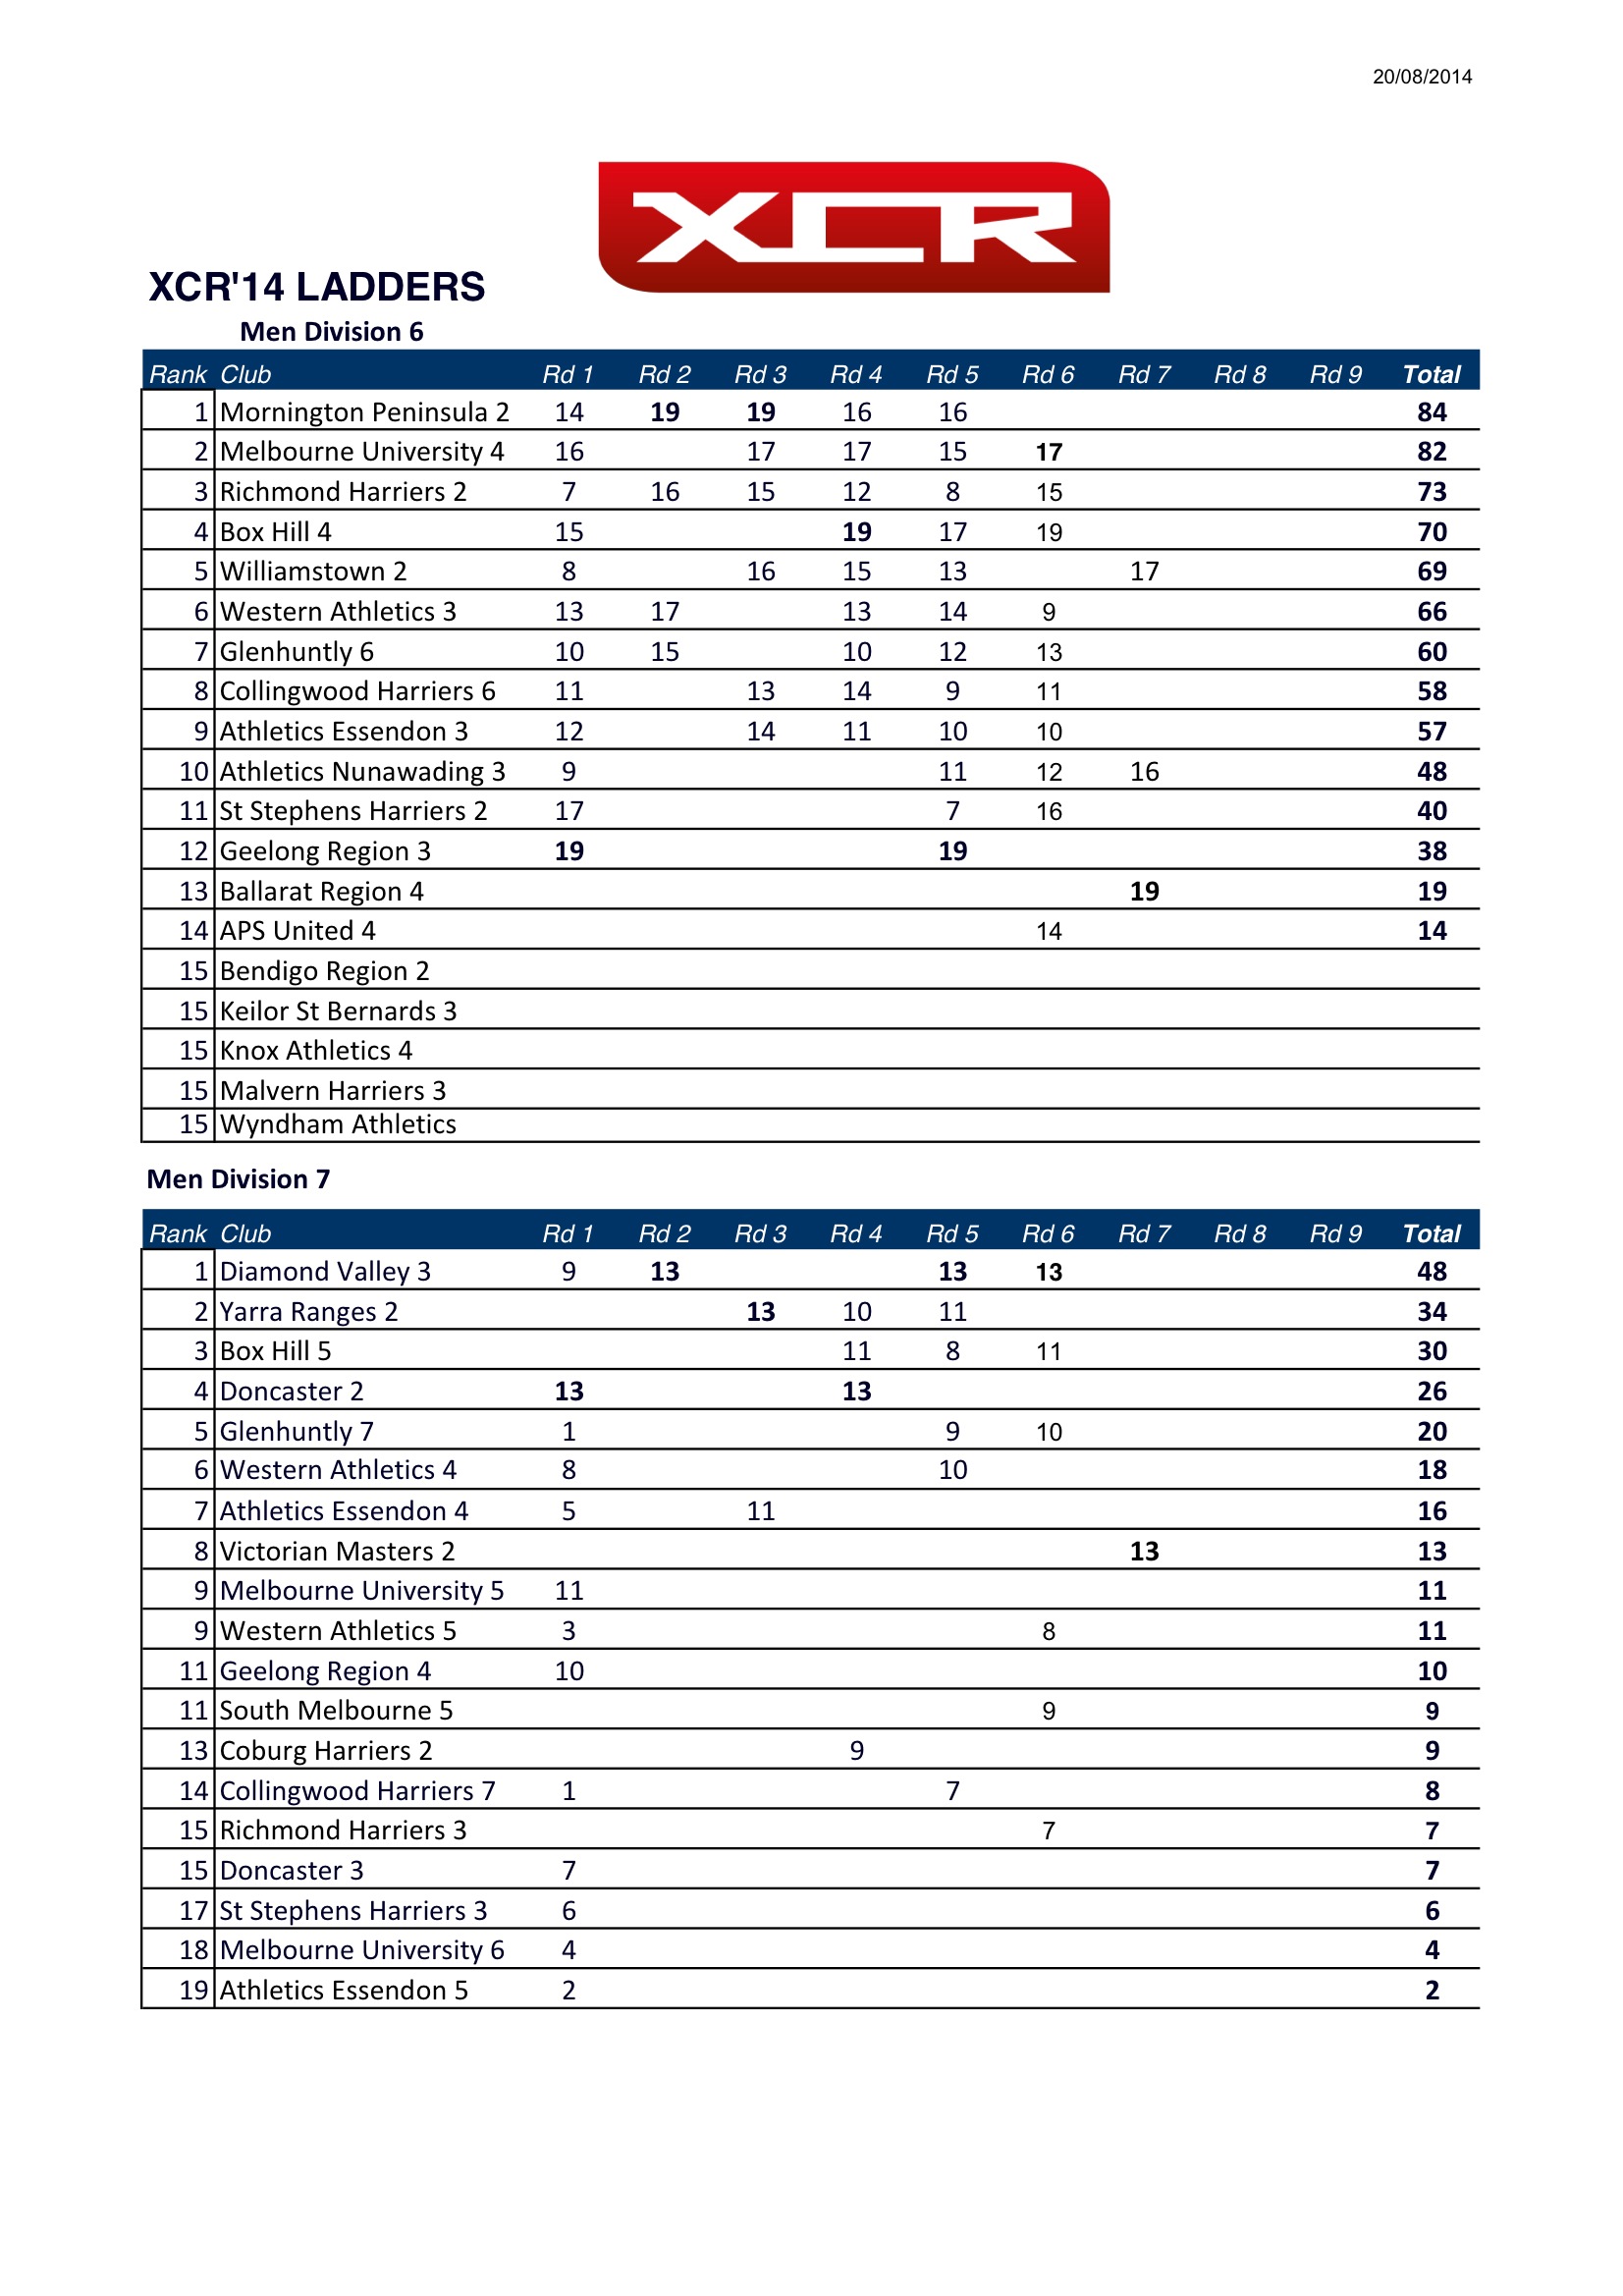 20/08/2014
XCR
XCR'14 LADDERS
Men Division 6
Rank Club Rd 1 Rd 2 Rd 3 Rd 4 Rd 5 Rd 6 Rd 7 Rd 8 Rd 9 Total
1 Mornington Peninsula 2 14 19 19 16 16 84
2 Melbourne University 4 16 17 17 15 17 82
3 Richmond Harriers 2 7 16 15 12 8 15 73
4 Box Hill 4 15 19 17 19 70
5 Williamstown 2 8 16 15 13 17 69
6 Western Athletics 3 13 17 13 14 9 66
7 Glenhuntly 6 10 15 10 12 13 60
8 Collingwood Harriers 6 11 13 14 9 11 58
9 Athletics Essendon 3 12 14 11 10 10 57
10 Athletics Nunawading 3 9 11 12 16 48
11 St Stephens Harriers 2 17 7 16 40
12 Geelong Region 3 19 19 38
13 Ballarat Region 4 19 19
14 APS United 4 14 14
15 Bendigo Region 2
15 Keilor St Bernards 3
15 Knox Athletics 4
15 Malvern Harriers 3
15 Wyndham Athletics
Men Division 7
Rank Club Rd 1 Rd 2 Rd 3 Rd 4 Rd 5 Rd 6 Rd 7 Rd 8 Rd 9 Total
1 Diamond Valley 3 9 13 13 13 48
2 Yarra Ranges 2 13 10 11 34
3 Box Hill 5 11 8 11 30
4 Doncaster 2 13 13 26
5 Glenhuntly 7 1 9 10 20
6 Western Athletics 4 8 10 18
7 Athletics Essendon 4 5 11 16
8 Victorian Masters 2 13 13
9 Melbourne University 5 11 11
9 Western Athletics 5 3 8 11
11 Geelong Region 4 10 10
11 South Melbourne 5 9 9
13 Coburg Harriers 2 9 9
14 Collingwood Harriers 7 1 7 8
15 Richmond Harriers 3 7 7
15 Doncaster 3 7 7
17 St Stephens Harriers 3 6 6
18 Melbourne University 6 4 4
19 Athletics Essendon 5 2 2